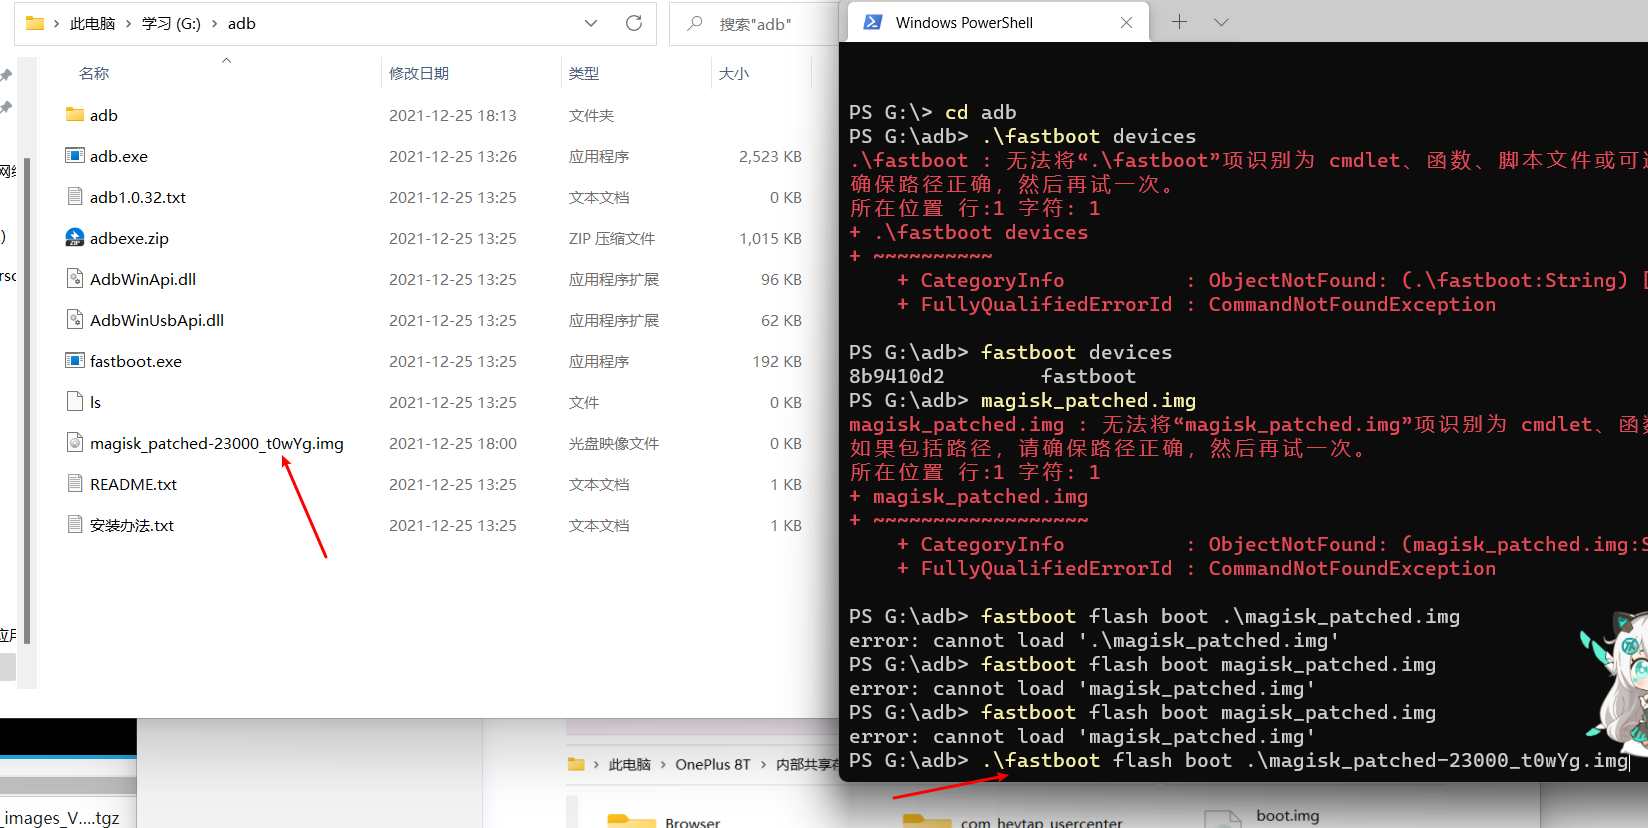 此电脑 › 学习 (G:) › adb
搜索"adb"
名称 修改日期 类型 大小
adb 2021-12-25 18:13 文件夹
adb.exe 2021-12-25 13:26 应用程序 2,523 KB
adb1.0.32.txt 2021-12-25 13:25 文本文档 0 KB
adbexe.zip 2021-12-25 13:25 ZIP 压缩文件 1,015 KB
AdbWinApi.dll 2021-12-25 13:25 应用程序扩展 96 KB
AdbWinUsbApi.dll 2021-12-25 13:25 应用程序扩展 62 KB
fastboot.exe 2021-12-25 13:25 应用程序 192 KB
ls 2021-12-25 13:25 文件 0 KB
magisk_patched-23000_t0wYg.img 2021-12-25 18:00 光盘映像文件 0 KB
README.txt 2021-12-25 13:25 文本文档 1 KB
安装办法.txt 2021-12-25 13:25 文本文档 1 KB
Windows PowerShell
PS G:\> cd adb
PS G:\adb> .\fastboot devices
.\fastboot : 无法将“.\fastboot”项识别为 cmdlet、函数、脚本文件或可
确保路径正确，然后再试一次。
所在位置 行:1 字符: 1
+ .\fastboot devices
+ ~~~~~~~~~~
+ CategoryInfo : ObjectNotFound: (.\fastboot:String) [
+ FullyQualifiedErrorId : CommandNotFoundException
PS G:\adb> fastboot devices
8b9410d2 fastboot
PS G:\adb> magisk_patched.img
magisk_patched.img : 无法将“magisk_patched.img”项识别为 cmdlet、函
如果包括路径，请确保路径正确，然后再试一次。
所在位置 行:1 字符: 1
+ magisk_patched.img
+ ~~~~~~~~~~~~~~~~~~
+ CategoryInfo : ObjectNotFound: (magisk_patched.img:S
+ FullyQualifiedErrorId : CommandNotFoundException
PS G:\adb> fastboot flash boot .\magisk_patched.img
error: cannot load '.\magisk_patched.img'
PS G:\adb> fastboot flash boot magisk_patched.img
error: cannot load 'magisk_patched.img'
PS G:\adb> fastboot flash boot magisk_patched.img
error: cannot load 'magisk_patched.img'
PS G:\adb> .\fastboot flash boot .\magisk_patched-23000_t0wYg.img
此电脑 › OnePlus 8T › 内部共享存
_images_V....tgz
Browser
com.heytap.usercenter
boot.img